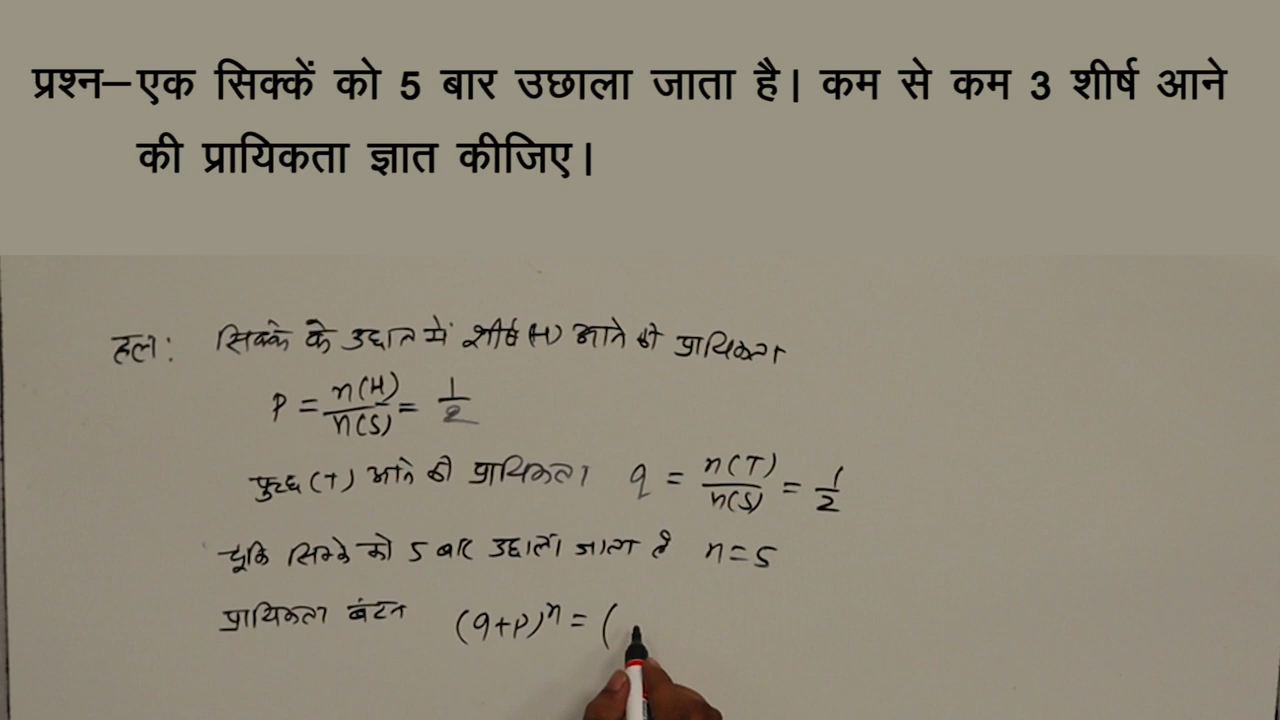 प्रश्न–एक सिक्कें को 5 बार उछाला जाता है। कम से कम 3 शीर्ष आने
की प्रायिकता ज्ञात कीजिए।
हल: सिक्के के उछाल में शीर्ष (H) आने की प्रायिकता
P = n(H)/n(S) = 1/2
पुच्छ (T) आने की प्रायिकता q = n(T)/n(S) = 1/2
चूकि सिक्के को 5 बार उछाला जाता है n=5
प्रायिकता बंटन (q+p)ⁿ = (